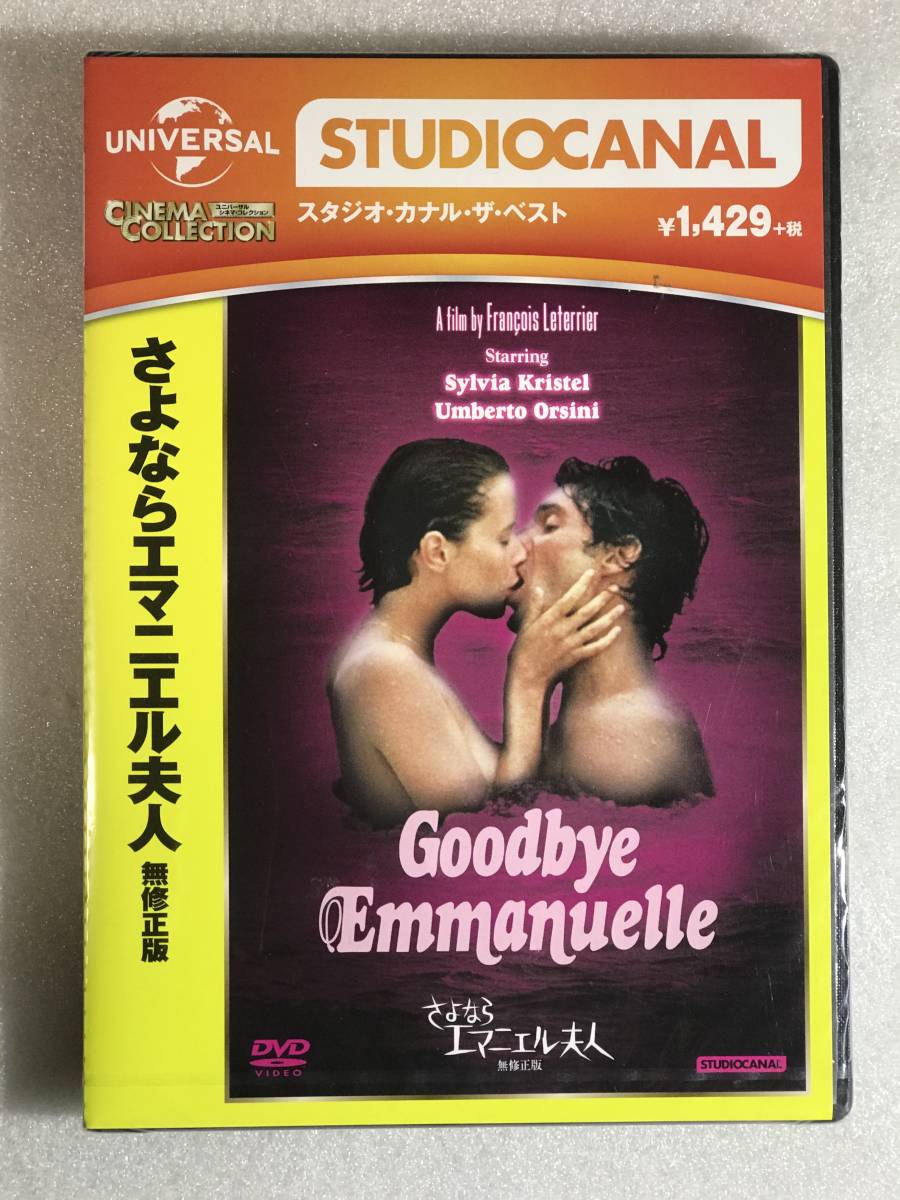 UNIVERSAL
STUDIOCANAL
CINEMA COLLECTION
ユニバーサル
シネマ・コレクション
スタジオ・カナル・ザ・ベスト
¥1,429+税
さよならエマニエル夫人 無修正版
A film by François Leterrier
Starring
Sylvia Kristel
Umberto Orsini
Goodbye
Emmanuelle
さよなら
エマニエル夫人
無修正版
DVD
VIDEO
STUDIOCANAL